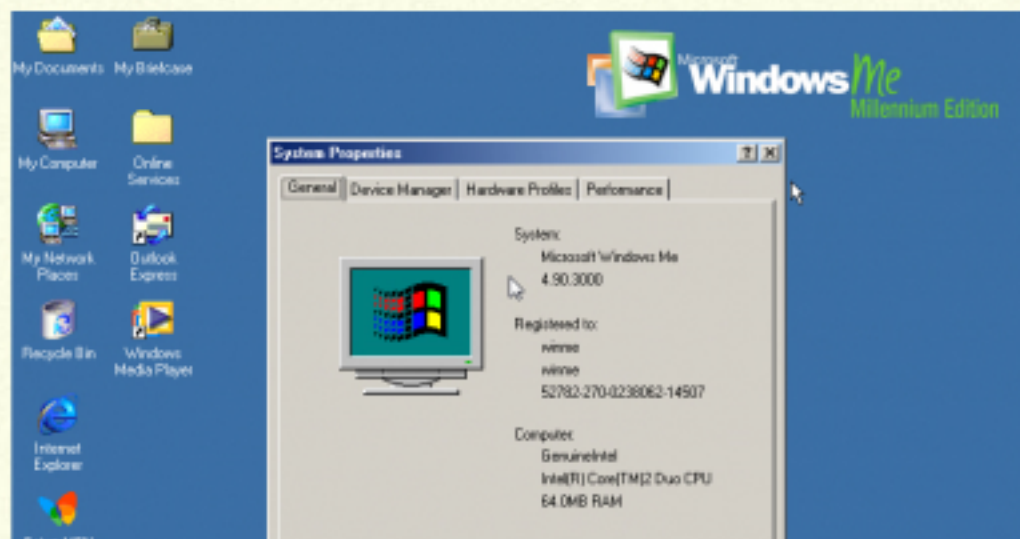 My Documents
My Briefcase
My Computer
Online
Services
My Network
Places
Outlook
Express
Recycle Bin
Windows
Media Player
Internet
Explorer
Microsoft
Windows Me
Millennium Edition
System Properties
General
Device Manager
Hardware Profiles
Performance
System:
Microsoft Windows Me
4.90.3000
Registered to:
winme
winme
52782-270-0238062-14507
Computer:
GenuineIntel
Intel(R) Core(TM)2 Duo CPU
64.0MB RAM